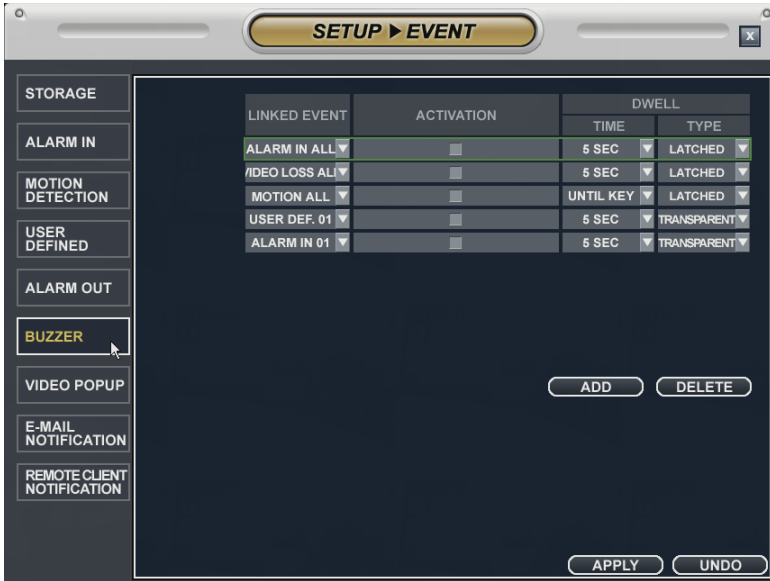 SETUP ▶ EVENT
X
STORAGE
ALARM IN
MOTION
DETECTION
USER
DEFINED
ALARM OUT
BUZZER
VIDEO POPUP
E-MAIL
NOTIFICATION
REMOTE CLIENT
NOTIFICATION
LINKED EVENT ACTIVATION DWELL
TIME TYPE
ALARM IN ALL 5 SEC LATCHED
VIDEO LOSS ALL 5 SEC LATCHED
MOTION ALL UNTIL KEY LATCHED
USER DEF. 01 5 SEC TRANSPARENT
ALARM IN 01 5 SEC TRANSPARENT
ADD DELETE
APPLY UNDO